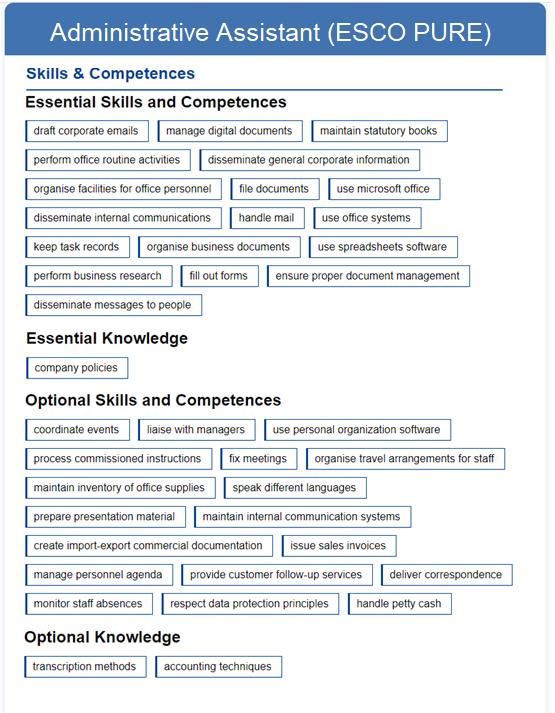 Administrative Assistant (ESCO PURE)
Skills & Competences
Essential Skills and Competences
draft corporate emails manage digital documents maintain statutory books
perform office routine activities disseminate general corporate information
organise facilities for office personnel file documents use microsoft office
disseminate internal communications handle mail use office systems
keep task records organise business documents use spreadsheets software
perform business research fill out forms ensure proper document management
disseminate messages to people
Essential Knowledge
company policies
Optional Skills and Competences
coordinate events liaise with managers use personal organization software
process commissioned instructions fix meetings organise travel arrangements for staff
maintain inventory of office supplies speak different languages
prepare presentation material maintain internal communication systems
create import-export commercial documentation issue sales invoices
manage personnel agenda provide customer follow-up services deliver correspondence
monitor staff absences respect data protection principles handle petty cash
Optional Knowledge
transcription methods accounting techniques